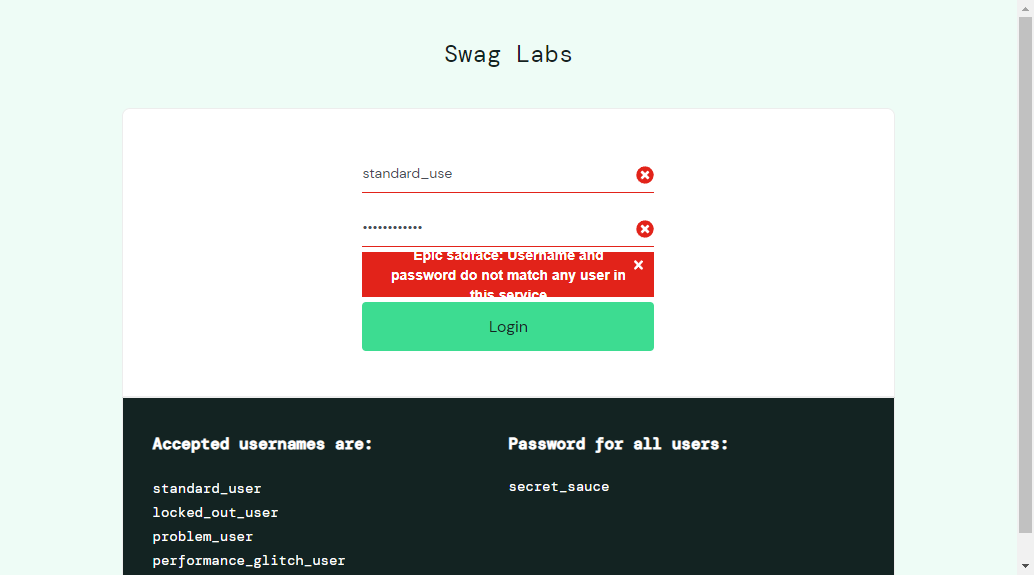 Swag Labs
standard_use
••••••••••••
Epic sadface: Username and
password do not match any user in
this service
Login
Accepted usernames are:
standard_user
locked_out_user
problem_user
performance_glitch_user
Password for all users:
secret_sauce